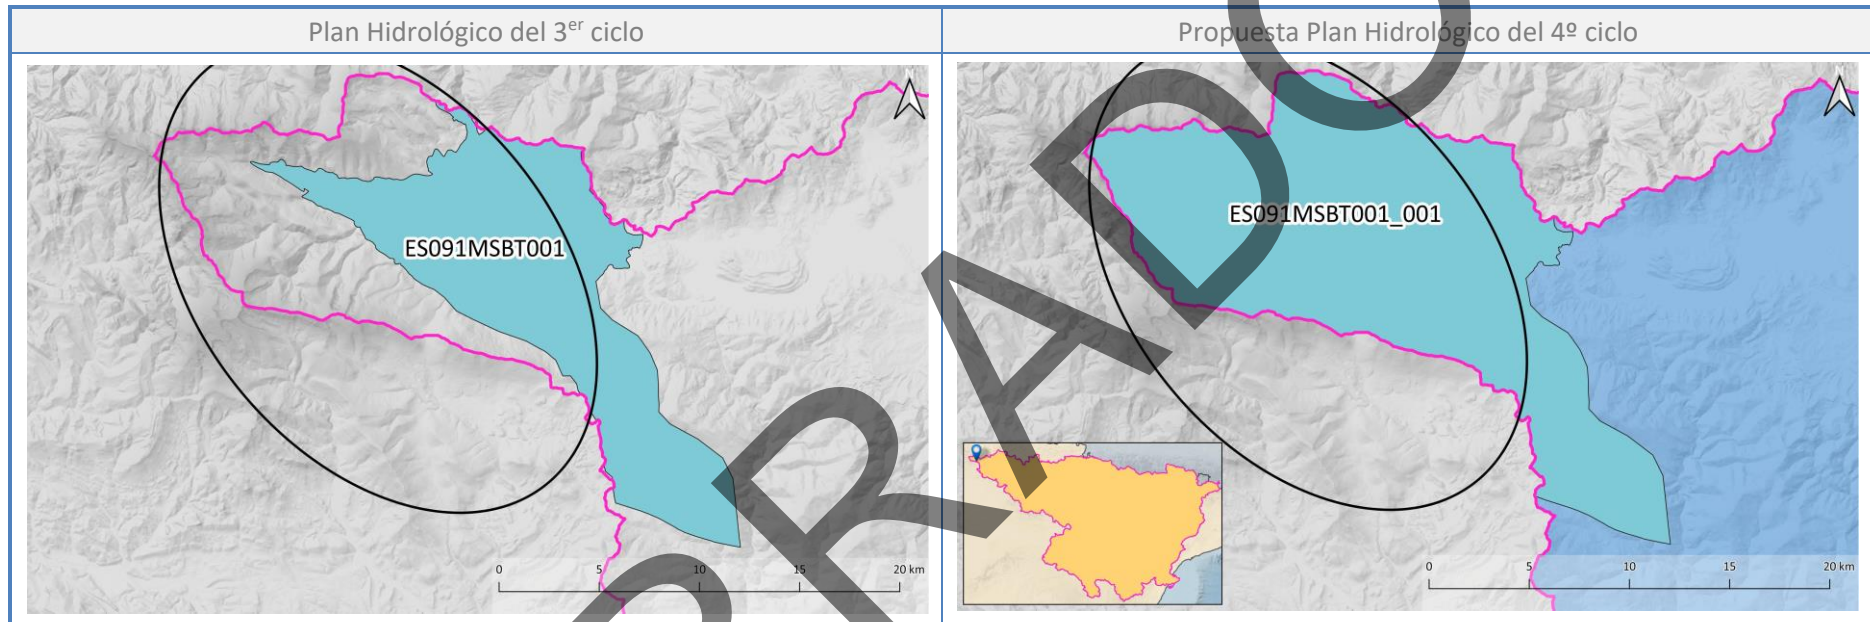 Plan Hidrológico del 3er ciclo
Propuesta Plan Hidrológico del 4º ciclo
ES091MSBT001
ES091MSBT001_001
0 5 10 15 20 km
0 5 10 15 20 km
RADO